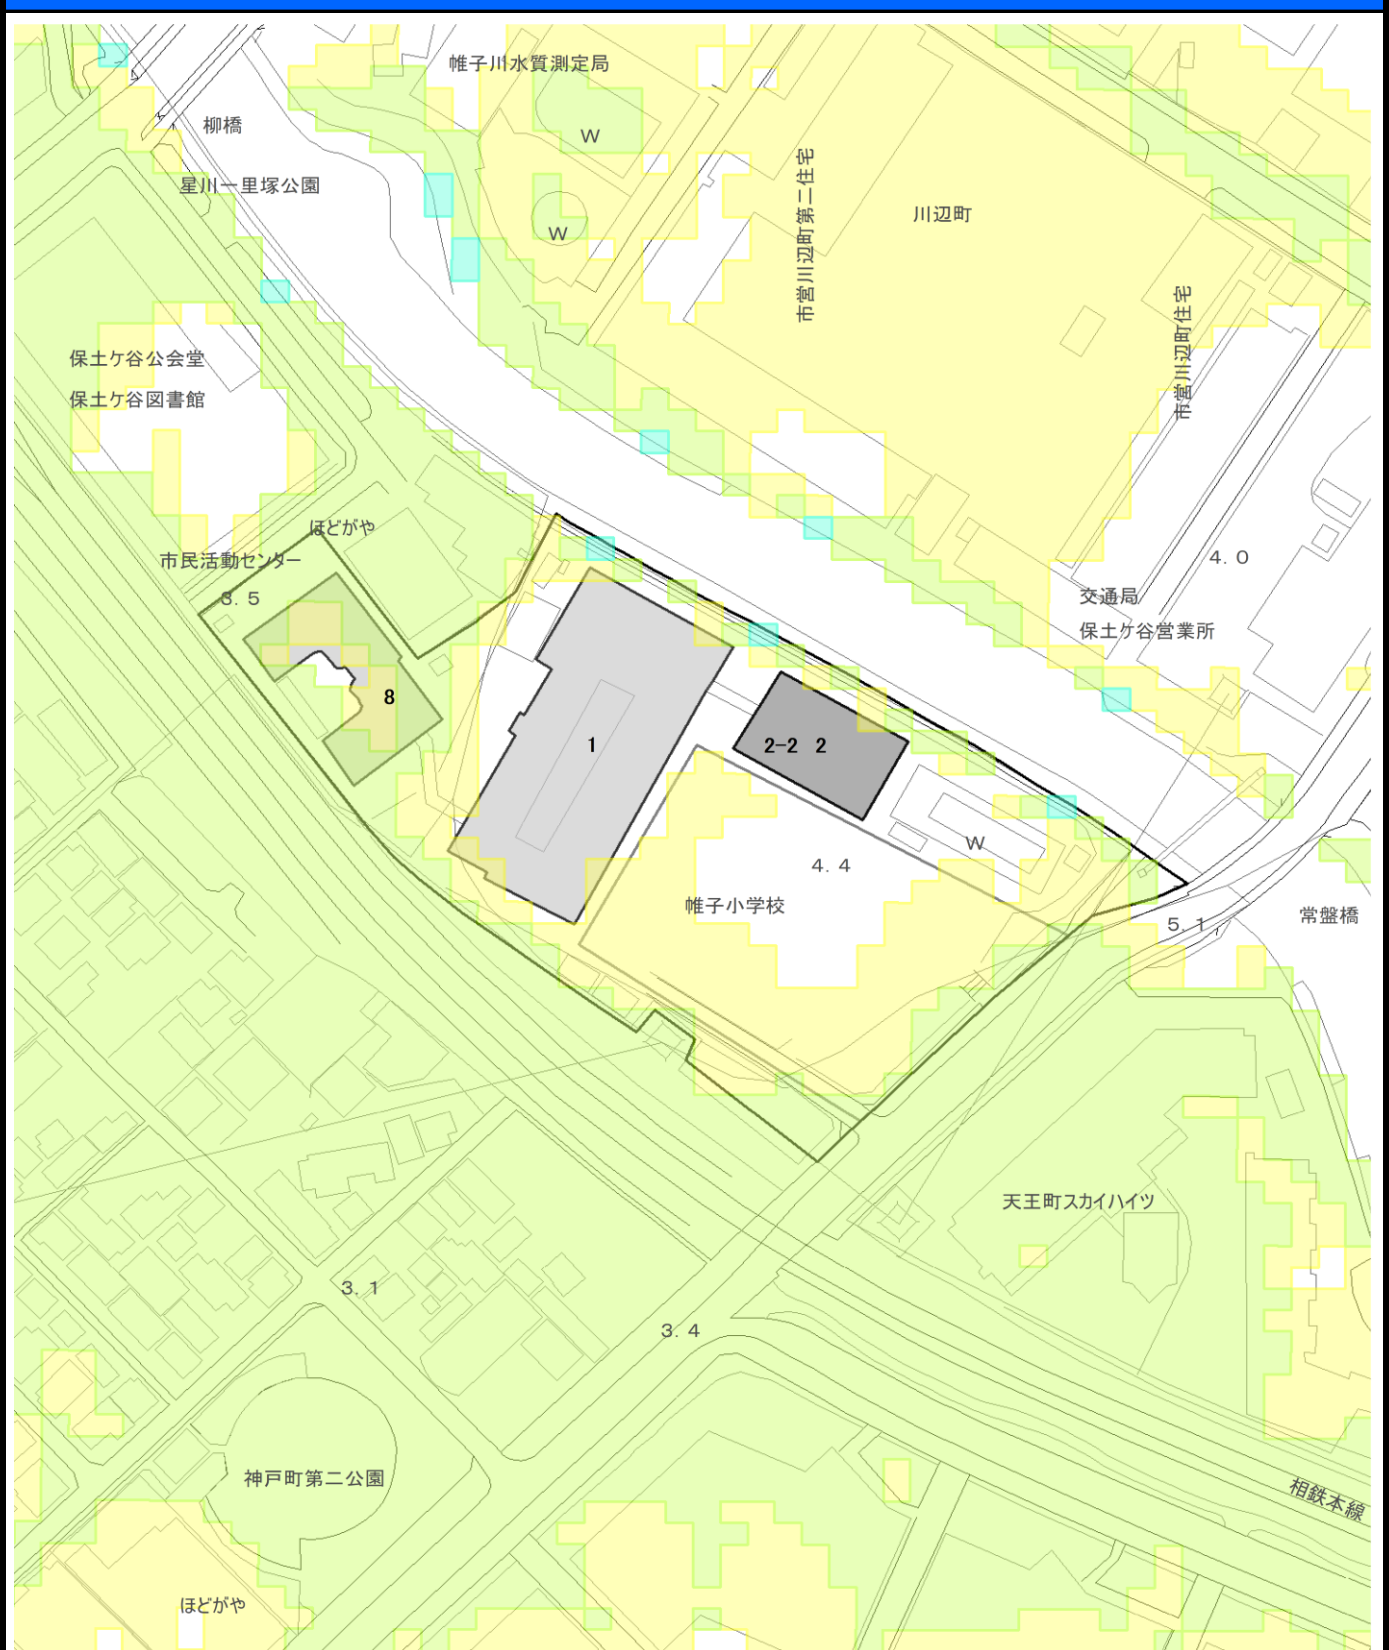 帷子川水質測定局
柳橋
W
星川一里塚公園
市営川辺町第二住宅
川辺町
W
保土ケ谷公会堂
市営川辺町住宅
保土ケ谷図書館
ほどがや
市民活動センター
4.0
3.5
交通局
保土ケ谷営業所
8
1
2-2 2
W
4.4
帷子小学校
常盤橋
5.1
天王町スカイハイツ
3.1
3.4
神戸町第二公園
相鉄本線
ほどがや